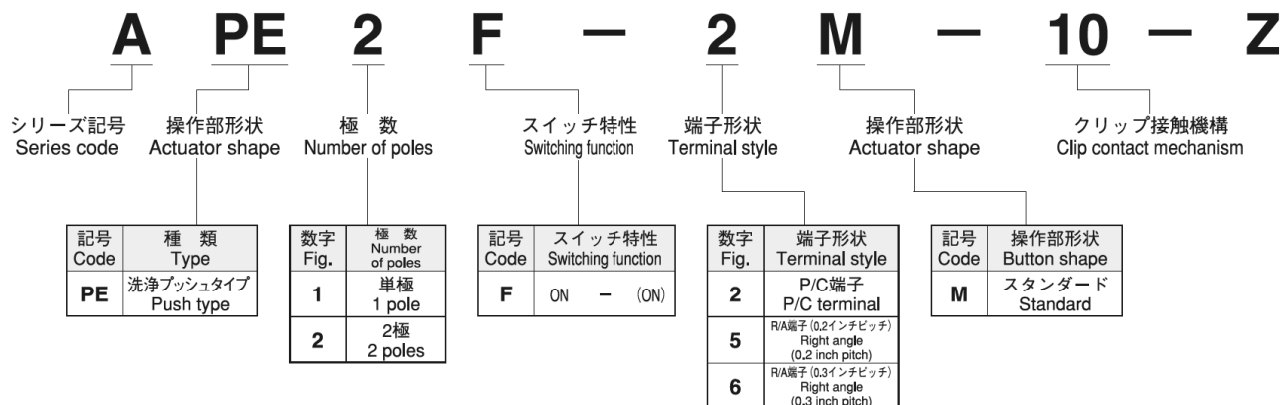 A PE 2 F - 2 M - 10 - Z
シリーズ記号
Series code
操作部形状
Actuator shape
極 数
Number of poles
スイッチ特性
Switching function
端子形状
Terminal style
操作部形状
Actuator shape
クリップ接触機構
Clip contact mechanism
記号
Code
種 類
Type
PE
洗浄プッシュタイプ
Push type
数字
Fig.
極 数
Number
of poles
1
単極
1 pole
2
2極
2 poles
記号
Code
スイッチ特性
Switching function
F
ON - (ON)
数字
Fig.
端子形状
Terminal style
2
P/C端子
P/C terminal
5
R/A端子(0.2インチピッチ)
Right angle
(0.2 inch pitch)
6
R/A端子(0.3インチピッチ)
Right angle
(0.3 inch pitch)
記号
Code
操作部形状
Button shape
M
スタンダード
Standard